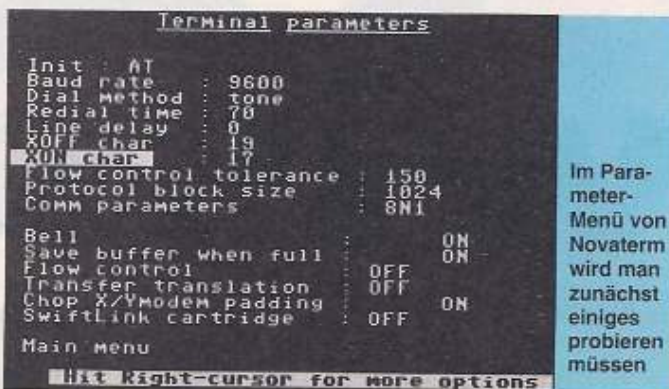 Terminal parameters
Init : AT
Baud rate : 9600
Dial method : tone
Redial time : 70
Line delay : 0
XOFF char : 19
XON char : 17
Flow control tolerance : 150
Protocol block size : 1024
Comm parameters : 8N1
Bell : ON
Save buffer when full : ON
Flow control : OFF
Transfer translation : OFF
Chop X/Ymodem padding : ON
SwiftLink cartridge : OFF
Main menu
Hit Right-cursor for more options
Im Para-
meter-
Menü von
Novaterm
wird man
zunächst
einiges
probieren
müssen